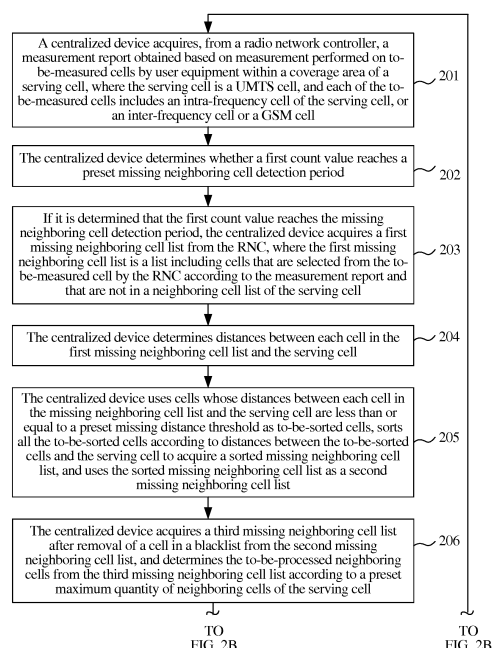 A centralized device acquires, from a radio network controller, a
measurement report obtained based on measurement performed on to-
be-measured cells by user equipment within a coverage area of a
serving cell, where the serving cell is a UMTS cell, and each of the to-
be-measured cells includes an intra-frequency cell of the serving cell, or
an inter-frequency cell or a GSM cell
201
The centralized device determines whether a first count value reaches a
preset missing neighboring cell detection period
202
If it is determined that the first count value reaches the missing
neighboring cell detection period, the centralized device acquires a first
missing neighboring cell list from the RNC, where the first missing
neighboring cell list is a list including cells that are selected from the to-
be-measured cell by the RNC according to the measurement report and
that are not in a neighboring cell list of the serving cell
203
The centralized device determines distances between each cell in the
first missing neighboring cell list and the serving cell
204
The centralized device uses cells whose distances between each cell in
the missing neighboring cell list and the serving cell are less than or
equal to a preset missing distance threshold as to-be-sorted cells, sorts
all the to-be-sorted cells according to distances between the to-be-sorted
cells and the serving cell to acquire a sorted missing neighboring cell
list, and uses the sorted missing neighboring cell list as a second
missing neighboring cell list
205
The centralized device acquires a third missing neighboring cell list
after removal of a cell in a blacklist from the second missing
neighboring cell list, and determines the to-be-processed neighboring
cells from the third missing neighboring cell list according to a preset
maximum quantity of neighboring cells of the serving cell
206
TO
FIG. 2B
TO
FIG. 2B